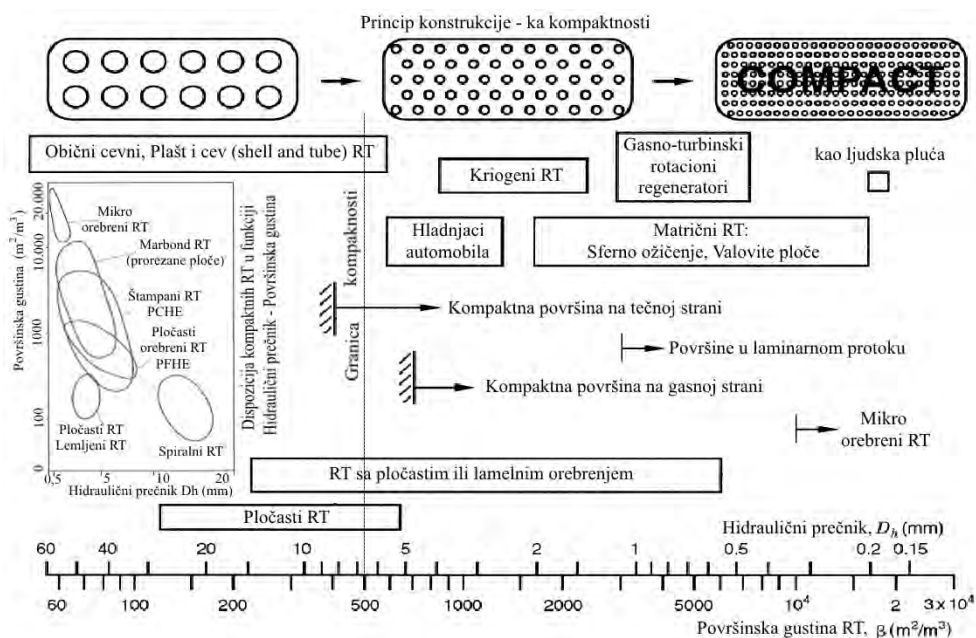 Princip konstrukcije - ka kompaktnosti
COMPACT
Obični cevni, Plašt i cev (shell and tube) RT
Kriogeni RT
Gasno-turbinski
rotacioni
regeneratori
kao ljudska pluća
Hladnjaci
automobila
Matrični RT:
Sferno ožičenje, Valovite ploče
Površinska gustina (m²/m³)
20.000
10.000
1000
100
0
Mikro
orebreni RT
Marbond RT
(prorezane ploče)
Štampani RT
PCHE
Pločasti
orebreni RT
PFHE
Pločasti RT
Lemljeni RT
Spiralni RT
0,5 5 10 20
Hidraulični prečnik Dh (mm)
Dispozicija kompaktnih RT u funkciji
Hidraulični prečnik - Površinska gustina
Granica kompaknosti
Kompaktna površina na tečnoj strani
Površine u laminarnom protoku
Kompaktna površina na gasnoj strani
Mikro
orebreni RT
RT sa pločastim ili lamelnim orebrenjem
Pločasti RT
Hidraulični prečnik, Dₕ (mm)
60 40 20 10 5 2 1 0.5 0.2 0.15
60 100 200 500 1000 2000 5000 10⁴ 2 3×10⁴
Površinska gustina RT, β (m²/m³)